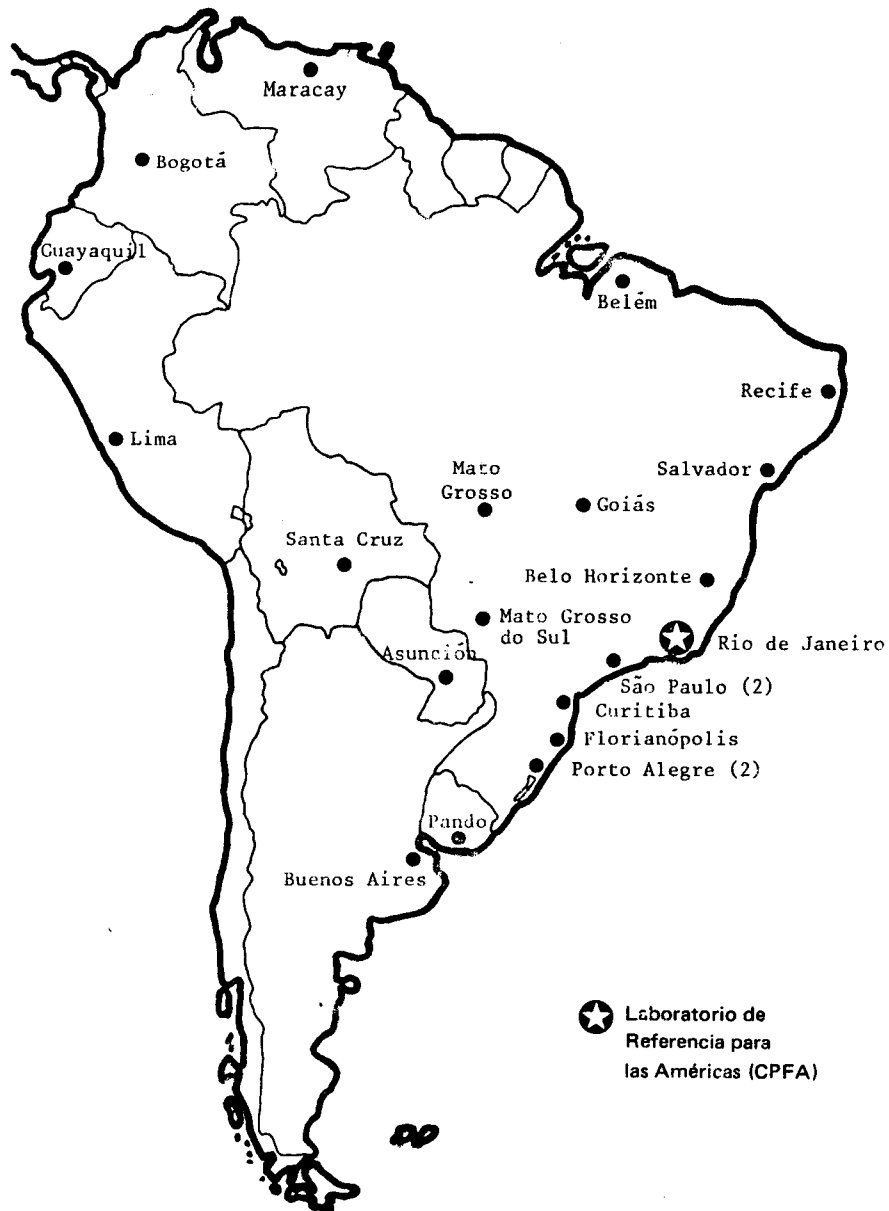 Maracay
Bogotá
Guayaquil
Belém
Recife
Lima
Mato
Grosso
Salvador
Goiás
Santa Cruz
Belo Horizonte
Mato Grosso
do Sul
Rio de Janeiro
Asunción
São Paulo (2)
Curitiba
Florianópolis
Porto Alegre (2)
Pando
Buenos Aires
Laboratorio de
Referencia para
las Américas (CPFA)